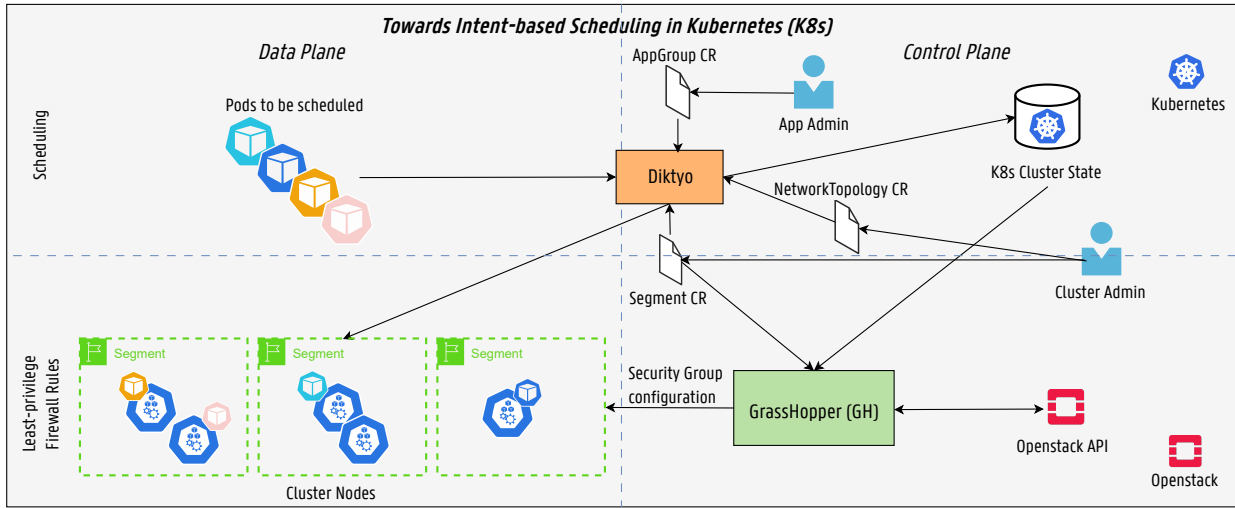 Towards Intent-based Scheduling in Kubernetes (K8s)
Data Plane
Control Plane
AppGroup CR
App Admin
Kubernetes
Pods to be scheduled
Scheduling
Diktyo
NetworkTopology CR
K8s Cluster State
Segment CR
Cluster Admin
Least-privilege
Firewall Rules
Segment
Segment
Segment
Security Group
configuration
GrassHopper (GH)
Openstack API
Openstack
Cluster Nodes